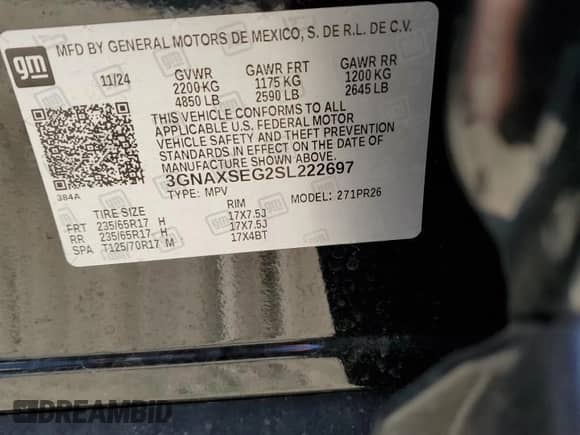 gm
MFD BY GENERAL MOTORS DE MEXICO, S. DE R.L. DE C.V.
11/24 GVWR GAWR FRT GAWR RR
2200 KG 1175 KG 1200 KG
4850 LB 2590 LB 2645 LB
THIS VEHICLE CONFORMS TO ALL
APPLICABLE U.S. FEDERAL MOTOR
VEHICLE SAFETY AND THEFT PREVENTION
STANDARDS IN EFFECT ON THE DATE OF
MANUFACTURE SHOWN ABOVE.
3GNAXSEG2SL222697
384A TYPE: MPV MODEL: 271PR26
TIRE SIZE RIM
FRT 235/65R17 H 17X7.5J
RR 235/65R17 H 17X7.5J
SPA T125/70R17 M 17X4BT
DREAMBID